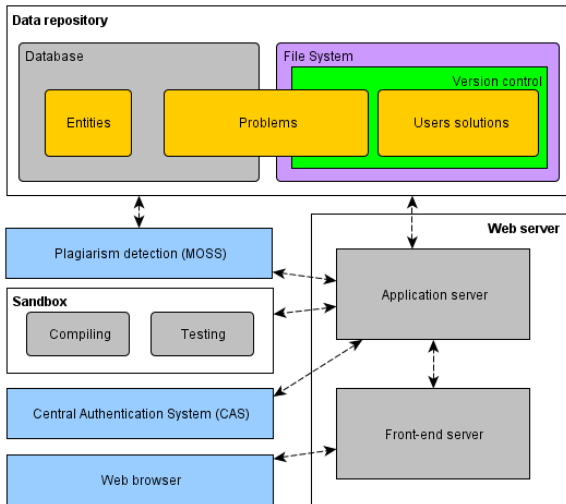 Data repository
Database
File System
Version control
Entities
Problems
Users solutions
Plagiarism detection (MOSS)
Web server
Application server
Sandbox
Compiling
Testing
Central Authentication System (CAS)
Front-end server
Web browser